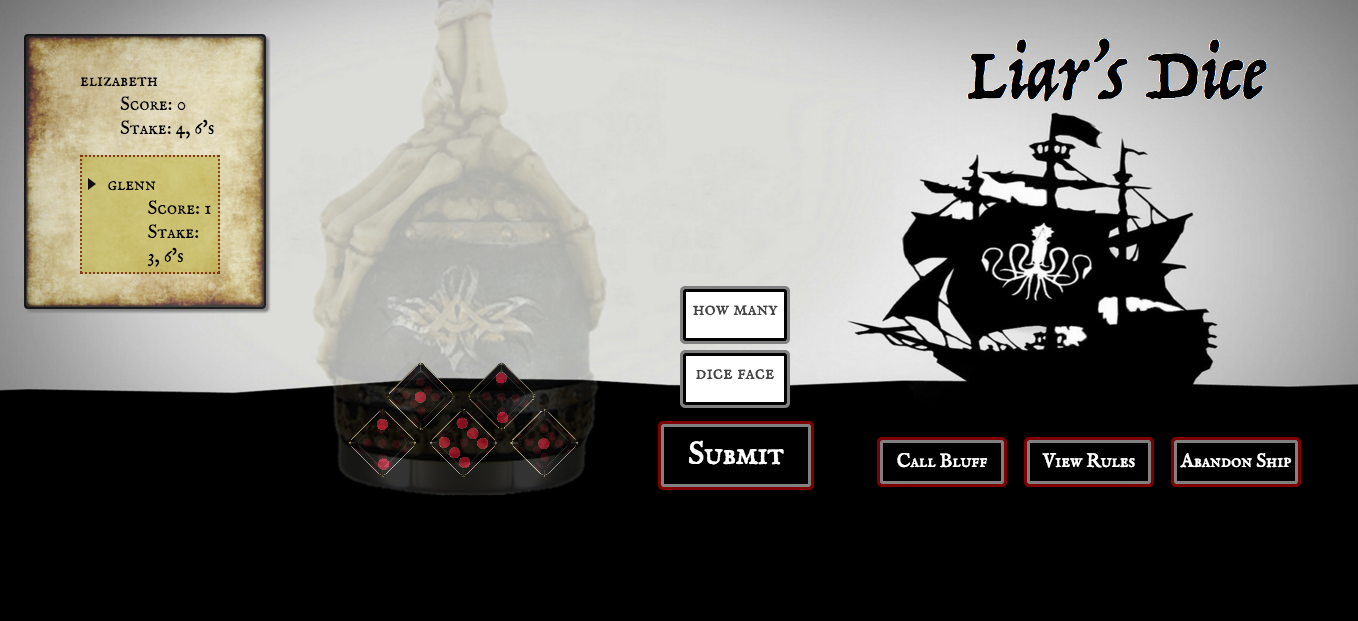 ELIZABETH
SCORE: 0
STAKE: 4, 6's
GLENN
SCORE: 1
STAKE:
3, 6's
Liar's Dice
HOW MANY
DICE FACE
SUBMIT
CALL BLUFF
VIEW RULES
ABANDON SHIP